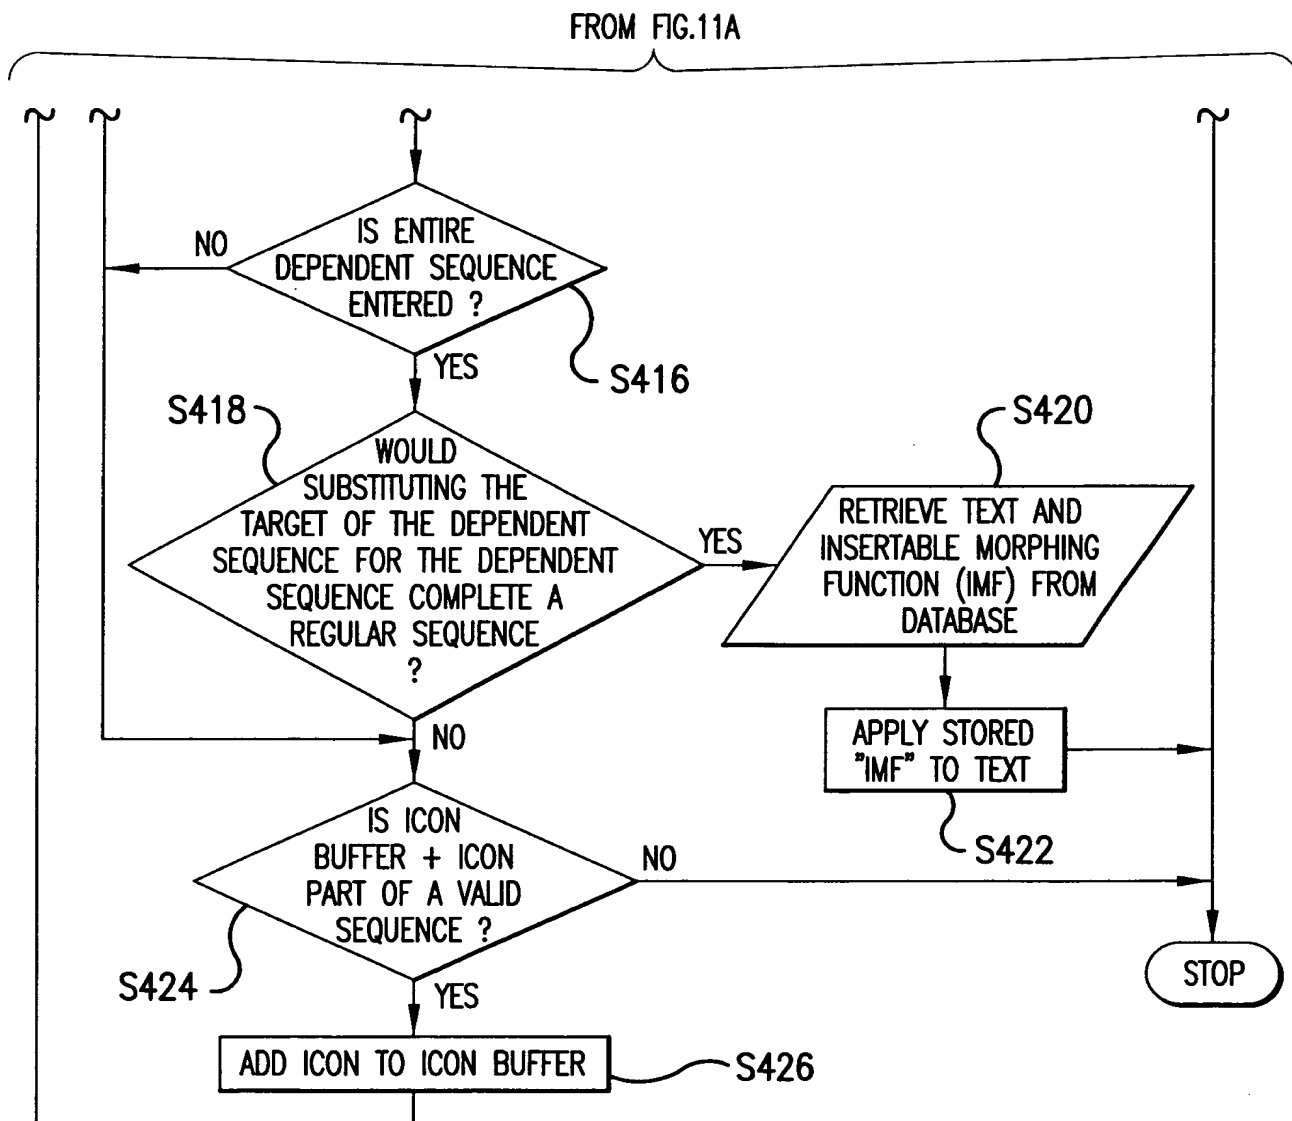 FROM FIG.11A
NO
IS ENTIRE
DEPENDENT SEQUENCE
ENTERED ?
YES
S416
S418
WOULD
SUBSTITUTING THE
TARGET OF THE DEPENDENT
SEQUENCE FOR THE DEPENDENT
SEQUENCE COMPLETE A
REGULAR SEQUENCE
?
YES
S420
RETRIEVE TEXT AND
INSERTABLE MORPHING
FUNCTION (IMF) FROM
DATABASE
NO
APPLY STORED
"IMF" TO TEXT
S422
IS ICON
BUFFER + ICON
PART OF A VALID
SEQUENCE ?
NO
S424
YES
STOP
ADD ICON TO ICON BUFFER
S426